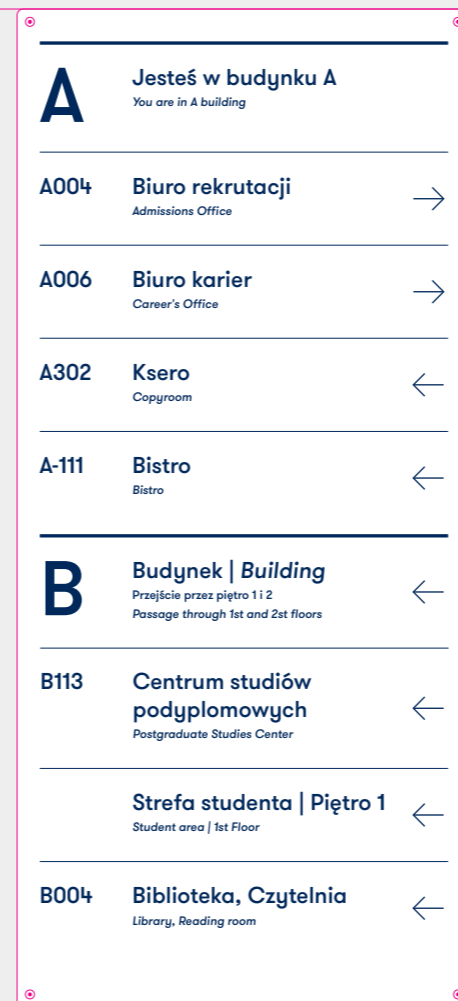 A
Jesteś w budynku A
You are in A building
A004
Biuro rekrutacji
Admissions Office
A006
Biuro karier
Career's Office
A302
Ksero
Copyroom
A-111
Bistro
Bistro
B
Budynek | Building
Przejście przez piętro 1 i 2
Passage through 1st and 2st floors
B113
Centrum studiów
podyplomowych
Postgraduate Studies Center
Strefa studenta | Piętro 1
Student area | 1st Floor
B004
Biblioteka, Czytelnia
Library, Reading room